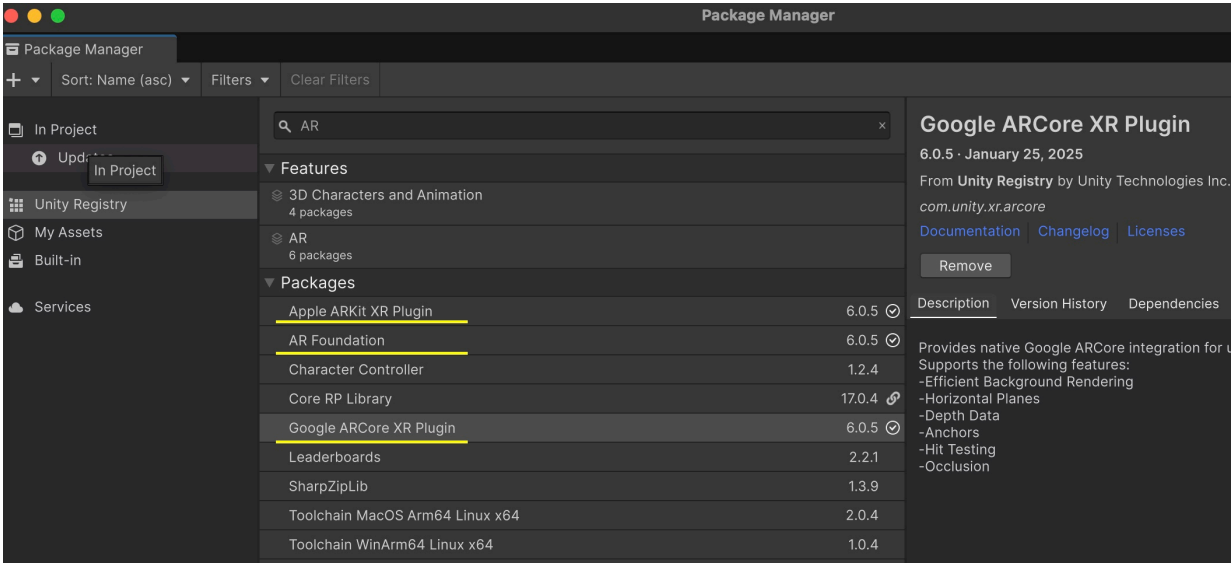 Package Manager
Package Manager
+ Sort: Name (asc) Filters Clear Filters
In Project
Upda
In Project
Unity Registry
My Assets
Built-in
Services
AR ×
Features
3D Characters and Animation
4 packages
AR
6 packages
Packages
Apple ARKit XR Plugin 6.0.5
AR Foundation 6.0.5
Character Controller 1.2.4
Core RP Library 17.0.4
Google ARCore XR Plugin 6.0.5
Leaderboards 2.2.1
SharpZipLib 1.3.9
Toolchain MacOS Arm64 Linux x64 2.0.4
Toolchain WinArm64 Linux x64 1.0.4
Google ARCore XR Plugin
6.0.5 · January 25, 2025
From Unity Registry by Unity Technologies Inc.
com.unity.xr.arcore
Documentation Changelog Licenses
Remove
Description Version History Dependencies
Provides native Google ARCore integration for u
Supports the following features:
-Efficient Background Rendering
-Horizontal Planes
-Depth Data
-Anchors
-Hit Testing
-Occlusion